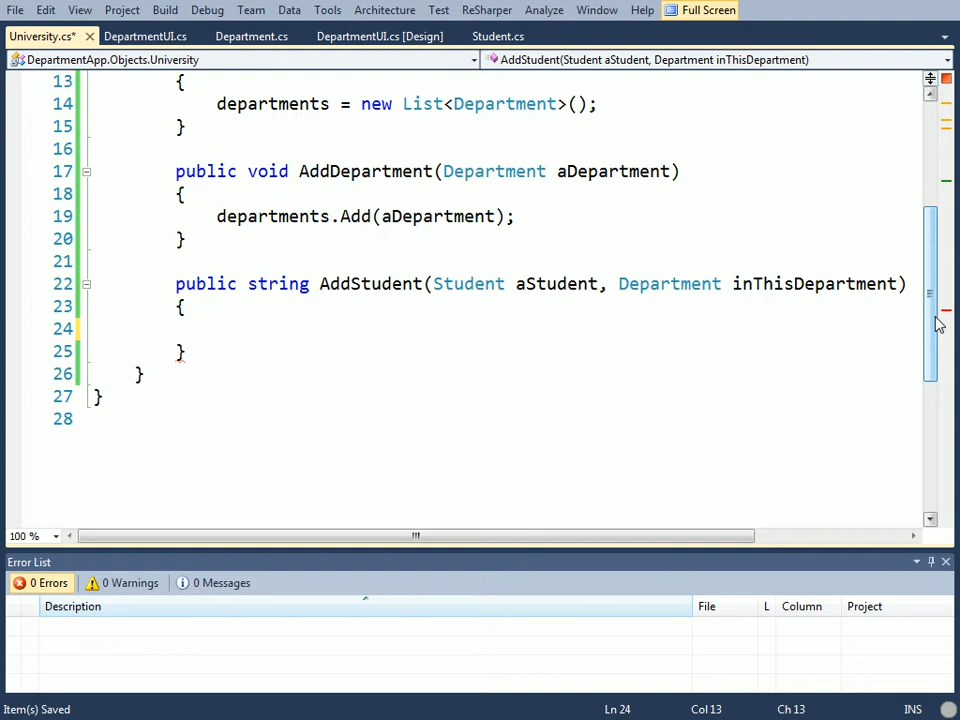 File Edit View Project Build Debug Team Data Tools Architecture Test ReSharper Analyze Window Help Full Screen
University.cs* DepartmentUI.cs Department.cs DepartmentUI.cs [Design] Student.cs
DepartmentApp.Objects.University AddStudent(Student aStudent, Department inThisDepartment)
13 {
14 departments = new List<Department>();
15 }
16
17 public void AddDepartment(Department aDepartment)
18 {
19 departments.Add(aDepartment);
20 }
21
22 public string AddStudent(Student aStudent, Department inThisDepartment)
23 {
24
25 }
26 }
27 }
28
100 %
Error List
0 Errors 0 Warnings 0 Messages
Description File L Column Project
Item(s) Saved Ln 24 Col 13 Ch 13 INS